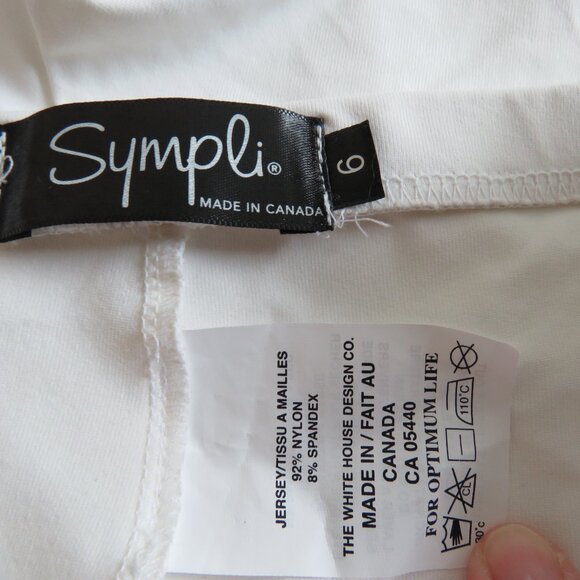 Sympli®
MADE IN CANADA
6
JERSEY/TISSU A MAILLES
92% NYLON
8% SPANDEX
THE WHITE HOUSE DESIGN CO.
MADE IN / FAIT AU
CANADA
CA 05440
FOR OPTIMUM LIFE
CL
110°C
30°C